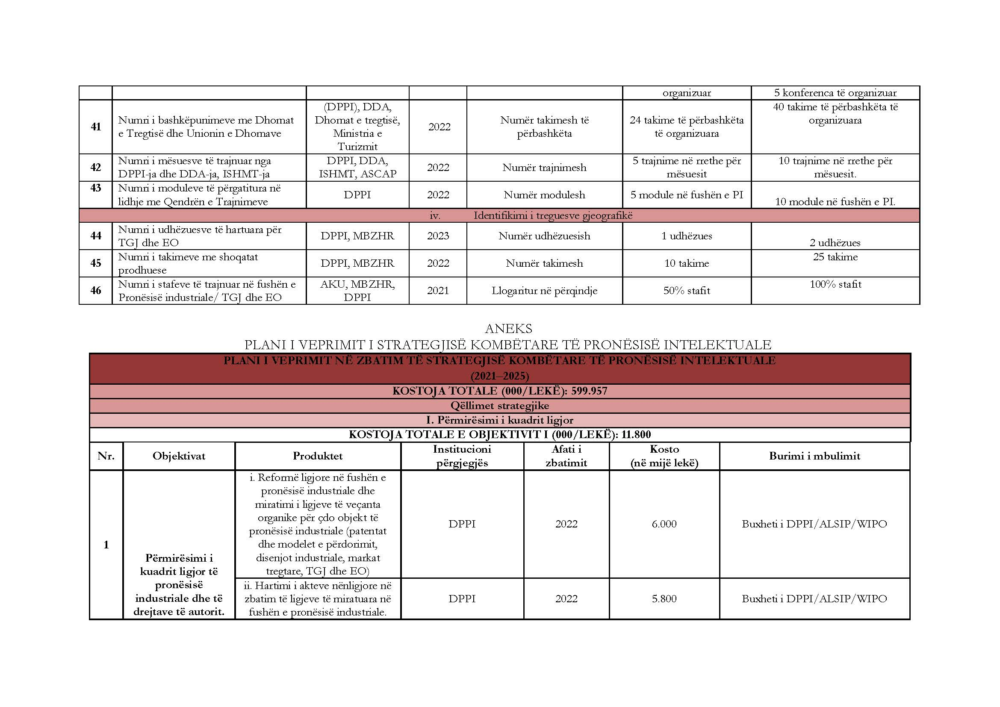 organizuar
5 konferenca të organizuar
41
Numri i bashkëpunimeve me Dhomat
e Tregtisë dhe Unionin e Dhomave
(DPPI), DDA,
Dhomat e tregtisë,
Ministria e
Turizmit
2022
Numër takimesh të
përbashkëta
24 takime të përbashkëta
të organizuara
40 takime të përbashkëta të
organizuara
42
Numri i mësuesve të trajnuar nga
DPPI-ja dhe DDA-ja, ISHMT-ja
DPPI, DDA,
ISHMT, ASCAP
2022
Numër trajnimesh
5 trajnime në rrethe për
mësuesit
10 trajnime në rrethe për
mësuesit.
43
Numri i moduleve të përgatitura në
lidhje me Qendrën e Trajnimeve
DPPI
2022
Numër modulesh
5 module në fushën e PI
10 module në fushën e PI.
iv. Identifikimi i treguesve gjeografikë
44
Numri i udhëzuesve të hartuara për
TGJ dhe EO
DPPI, MBZHR
2023
Numër udhëzuesish
1 udhëzues
2 udhëzues
45
Numri i takimeve me shoqatat
prodhuese
DPPI, MBZHR
2022
Numër takimesh
10 takime
25 takime
46
Numri i stafeve të trajnuar në fushën e
Pronësisë industriale/ TGJ dhe EO
AKU, MBZHR,
DPPI
2021
Llogaritur në përqindje
50% stafit
100% stafit
ANEKS
PLANI I VEPRIMIT I STRATEGJISË KOMBËTARE TË PRONËSISË INTELEKTUALE
PLANI I VEPRIMIT NË ZBATIM TË STRATEGJISË KOMBËTARE TË PRONËSISË INTELEKTUALE
(2021–2025)
KOSTOJA TOTALE (000/LEKË): 599.957
Qëllimet strategjike
I. Përmirësimi i kuadrit ligjor
KOSTOJA TOTALE E OBJEKTIVIT I (000/LEKË): 11.800
Nr.
Objektivat
Produktet
Institucioni
përgjegjës
Afati i
zbatimit
Kosto
(në mijë lekë)
Burimi i mbulimit
1
Përmirësimi i
kuadrit ligjor të
pronësisë
industriale dhe të
drejtave të autorit.
i. Reformë ligjore në fushën e
pronësisë industriale dhe
miratimi i ligjeve të veçanta
organike për çdo objekt të
pronësisë industriale (patentat
dhe modelet e përdorimit,
disenjot industriale, markat
tregtare, TGJ dhe EO)
DPPI
2022
6.000
Buxheti i DPPI/ALSIP/WIPO
ii. Hartimi i akteve nënligjore në
zbatim të ligjeve të miratuara në
fushën e pronësisë industriale.
DPPI
2022
5.800
Buxheti i DPPI/ALSIP/WIPO